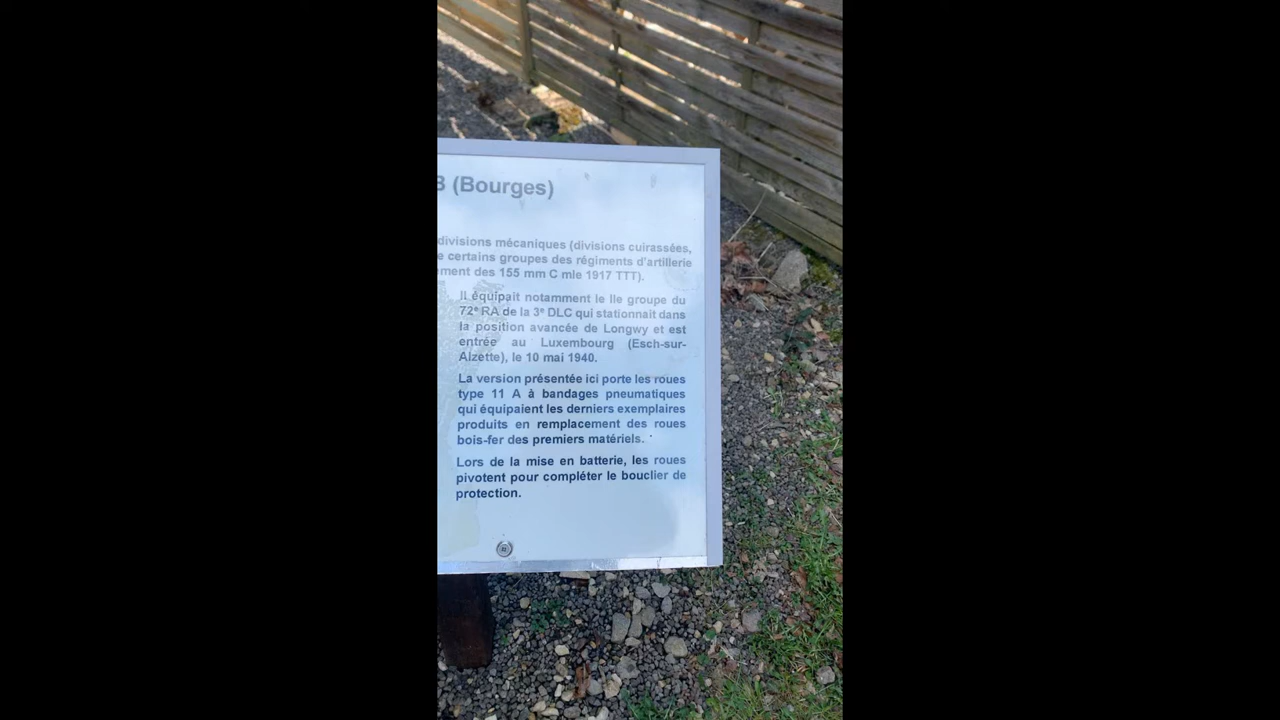 (Bourges)
divisions mécaniques (divisions cuirassées,
certains groupes des régiments d'artillerie
des 155 mm C mle 1917 TTT).
Il équipait notamment le IIe groupe du
72e RA de la 3e DLC qui stationnait dans
la position avancée de Longwy et est
entrée au Luxembourg (Esch-sur-
Alzette), le 10 mai 1940.
La version présentée ici porte les roues
type 11 A à bandages pneumatiques
qui équipaient les derniers exemplaires
produits en remplacement des roues
bois-fer des premiers matériels.
Lors de la mise en batterie, les roues
pivotent pour compléter le bouclier de
protection.